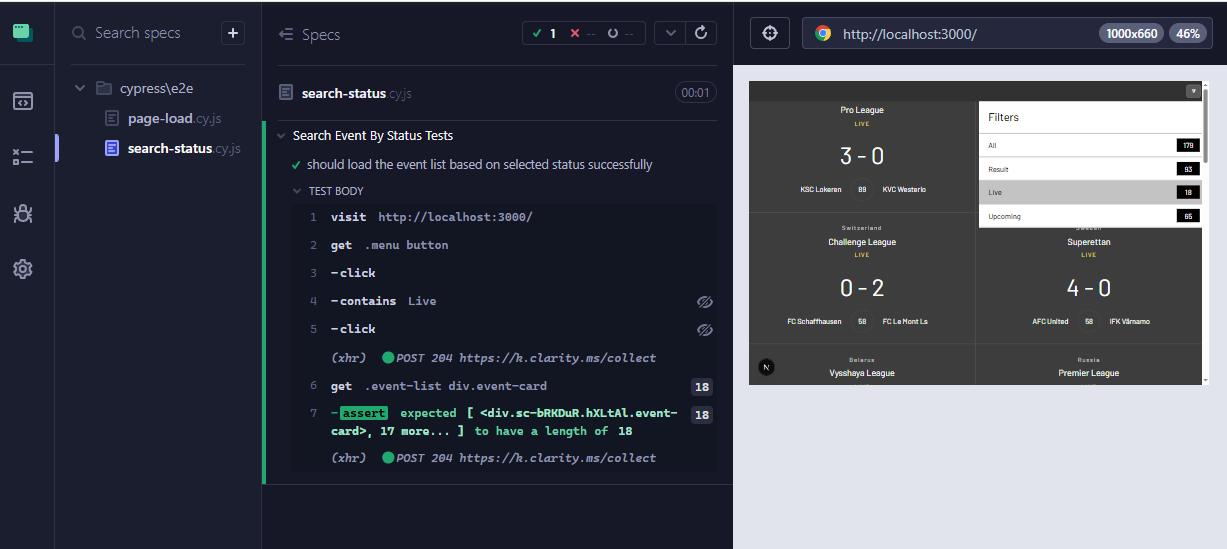 Search specs
+
cypress\e2e
page-load.cy.js
search-status.cy.js
Specs
1 -- --
search-status.cy.js 00:01
Search Event By Status Tests
should load the event list based on selected status successfully
TEST BODY
1 visit http://localhost:3000/
2 get .menu button
3 -click
4 -contains Live
5 -click
(xhr) POST 204 https://h.clarity.ms/collect
6 get .event-list div.event-card 18
7 -assert expected [ <div.sc-bRKDuR.hXLtAl.event- 18
card>, 17 more... ] to have a length of 18
(xhr) POST 204 https://h.clarity.ms/collect
http://localhost:3000/ 1000x660 46%
Pro League
LIVE
3 - 0
KSC Lokeren 89 KVC Westerlo
Filters
All 179
Result 93
Live 18
Upcoming 65
Switzerland
Challenge League
LIVE
0 - 2
FC Schaffhausen 58 FC Le Mont Ls
Sweden
Superettan
LIVE
4 - 0
AFC United 58 IFK Värnamo
Belarus
Vysshaya League
LIVE
Russia
Premier League
LIVE
N